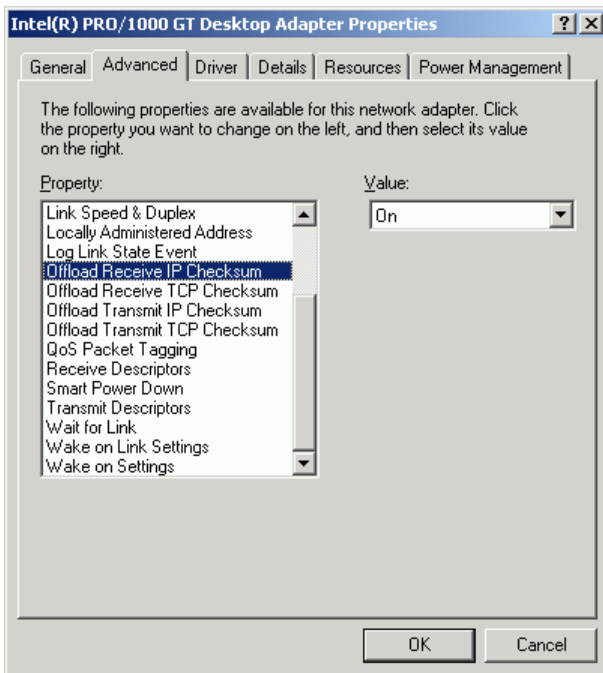 Intel(R) PRO/1000 GT Desktop Adapter Properties
General Advanced Driver Details Resources Power Management
The following properties are available for this network adapter. Click
the property you want to change on the left, and then select its value
on the right.
Property: Value:
Link Speed & Duplex On
Locally Administered Address
Log Link State Event
Offload Receive IP Checksum
Offload Receive TCP Checksum
Offload Transmit IP Checksum
Offload Transmit TCP Checksum
QoS Packet Tagging
Receive Descriptors
Smart Power Down
Transmit Descriptors
Wait for Link
Wake on Link Settings
Wake on Settings
OK Cancel